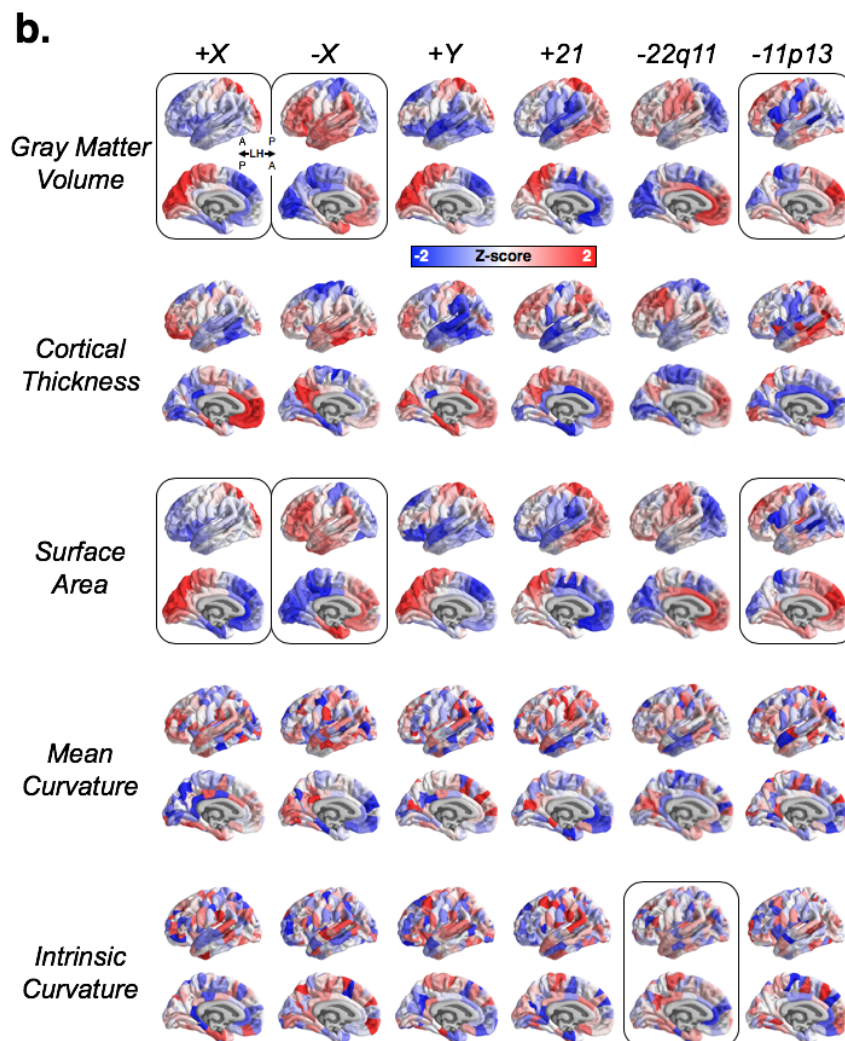 b.
+X -X +Y +21 -22q11 -11p13
Gray Matter
Volume
A P
LH
P A
-2 Z-score 2
Cortical
Thickness
Surface
Area
Mean
Curvature
Intrinsic
Curvature